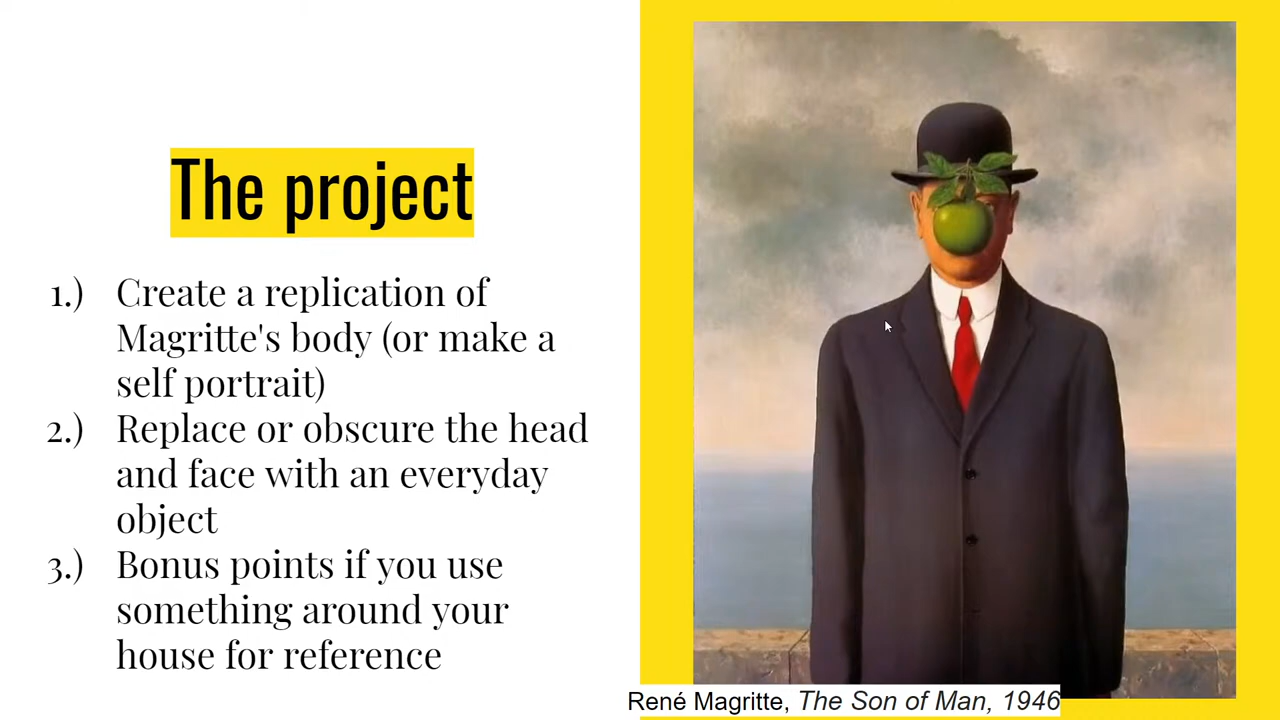 The project
1.) Create a replication of
Magritte's body (or make a
self portrait)
2.) Replace or obscure the head
and face with an everyday
object
3.) Bonus points if you use
something around your
house for reference
René Magritte, The Son of Man, 1946